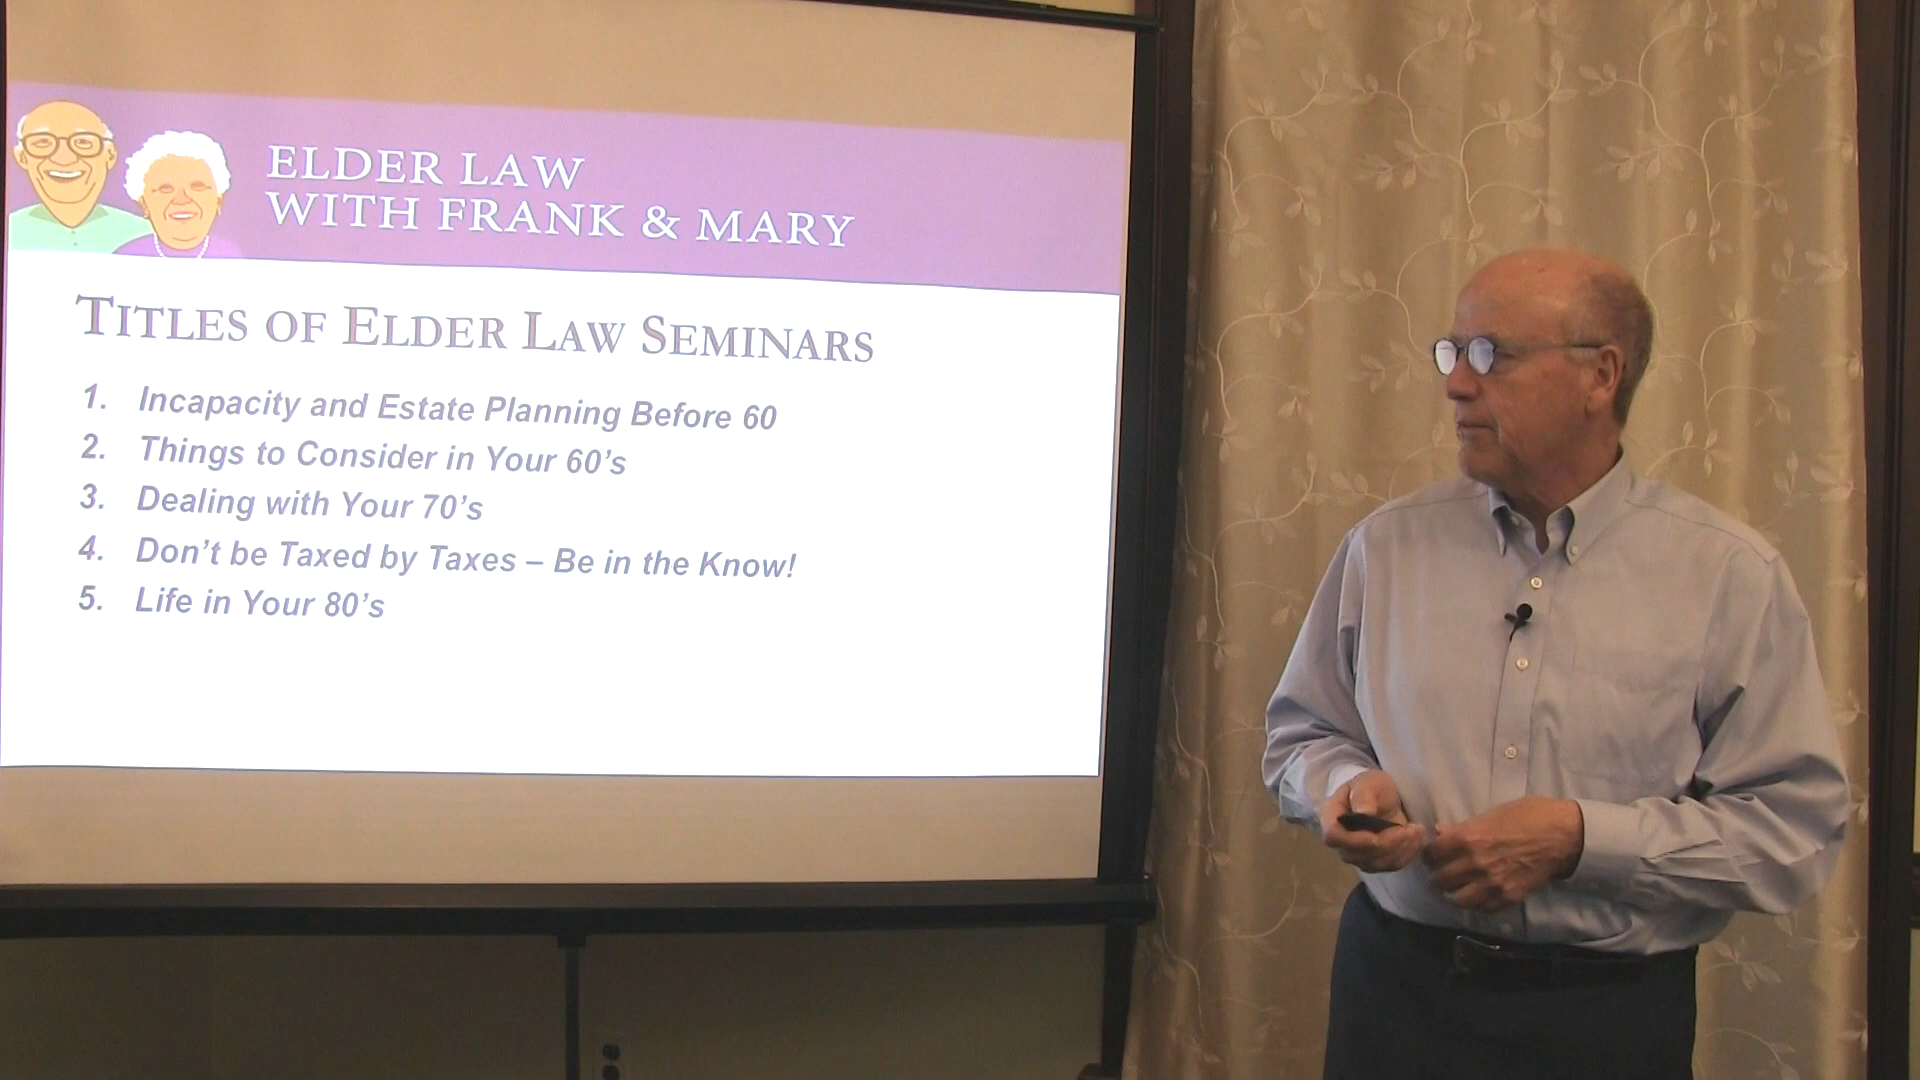 ELDER LAW
WITH FRANK & MARY
TITLES OF ELDER LAW SEMINARS
1. Incapacity and Estate Planning Before 60
2. Things to Consider in Your 60’s
3. Dealing with Your 70’s
4. Don’t be Taxed by Taxes – Be in the Know!
5. Life in Your 80’s